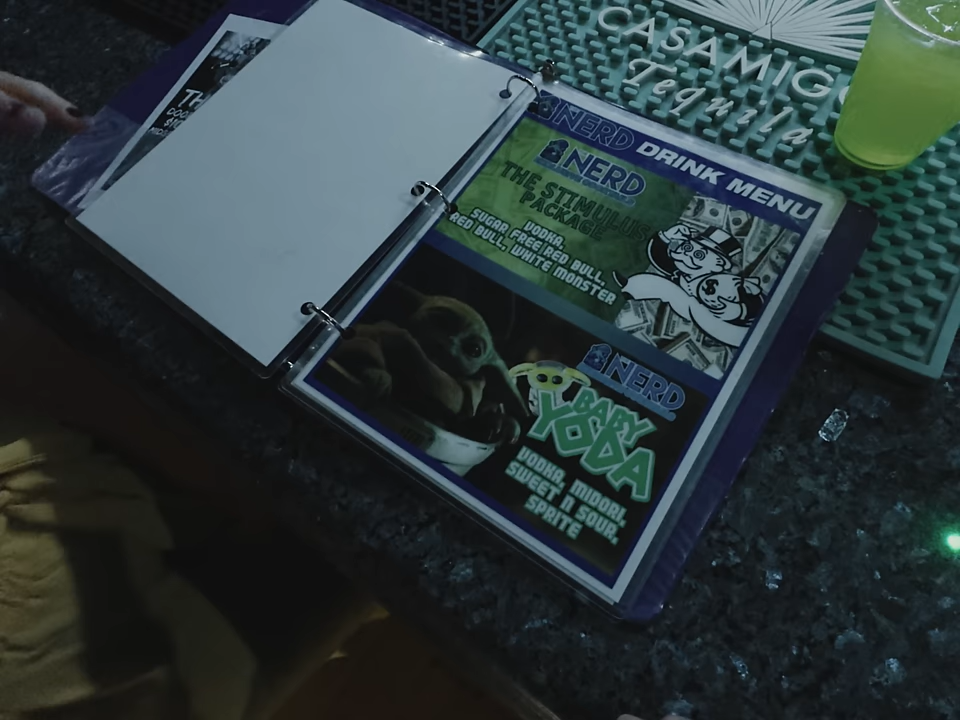 CASAMIG
Tequila
NERD DRINK MENU
NERD
THE STIMULUS
PACKAGE
VODKA,
SUGAR FREE RED BULL,
RED BULL, WHITE MONSTER
NERD
BABY
YODA
VODKA, MIDORI,
SWEET N SOUR,
SPRITE